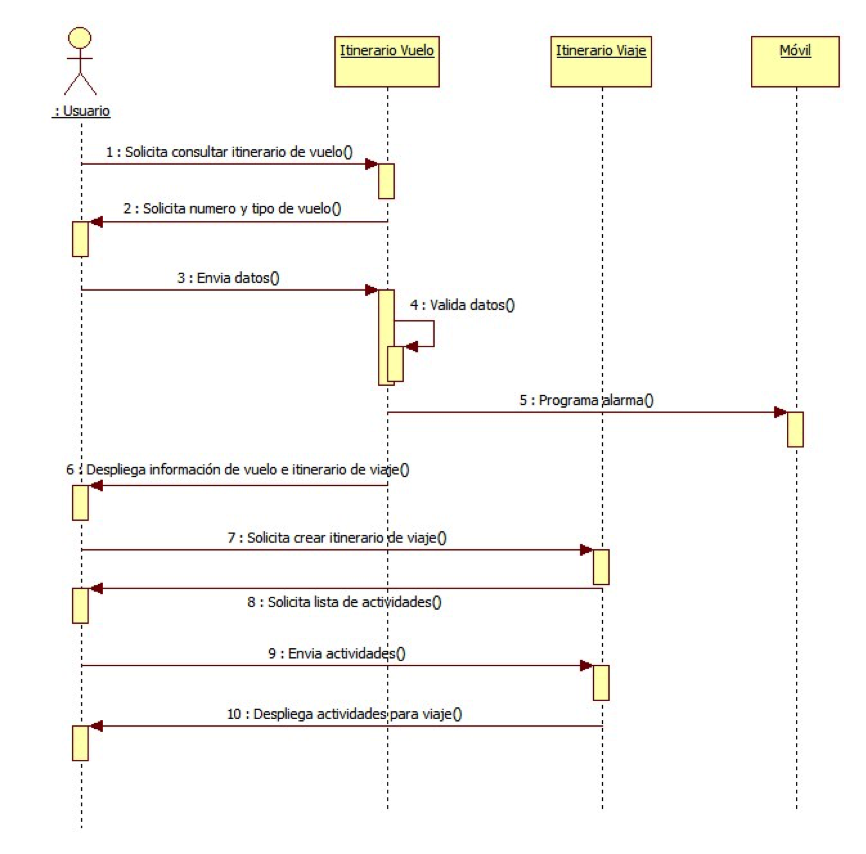 Itinerario Vuelo
Itinerario Viaje
Móvil
: Usuario
1 : Solicita consultar itinerario de vuelo()
2 : Solicita numero y tipo de vuelo()
3 : Envia datos()
4 : Valida datos()
5 : Programa alarma()
6 : Despliega información de vuelo e itinerario de viaje()
7 : Solicita crear itinerario de viaje()
8 : Solicita lista de actividades()
9 : Envia actividades()
10 : Despliega actividades para viaje()